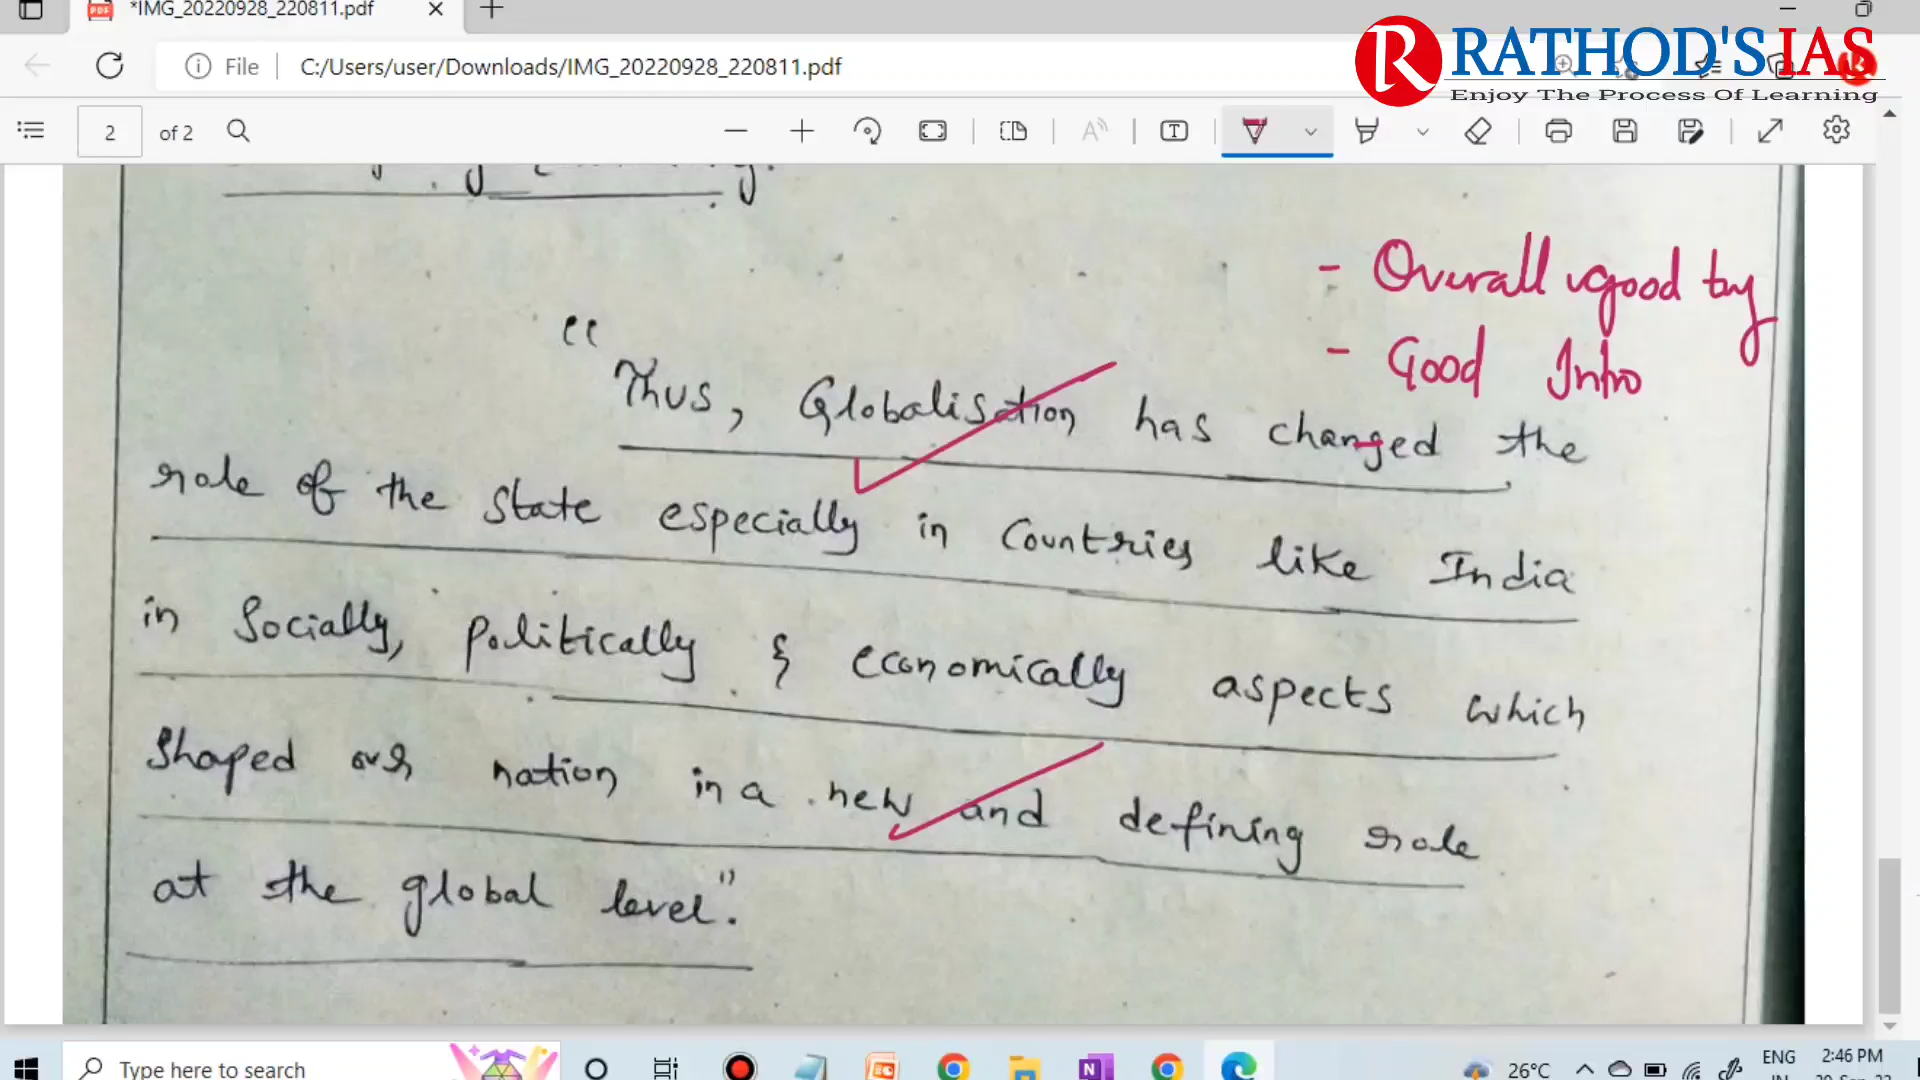 *IMG_20220928_220811.pdf
File C:/Users/user/Downloads/IMG_20220928_220811.pdf
RATHOD'S IAS
Enjoy The Process Of Learning
2 of 2
- Overall good try
- Good Intro
"Thus, Globalisation has changed the
role of the state especially in Countries like India
in Socially, politically & economically aspects which
shaped our nation in a new and defining role
at the global level".
Type here to search
26°C
ENG
2:46 PM
IN